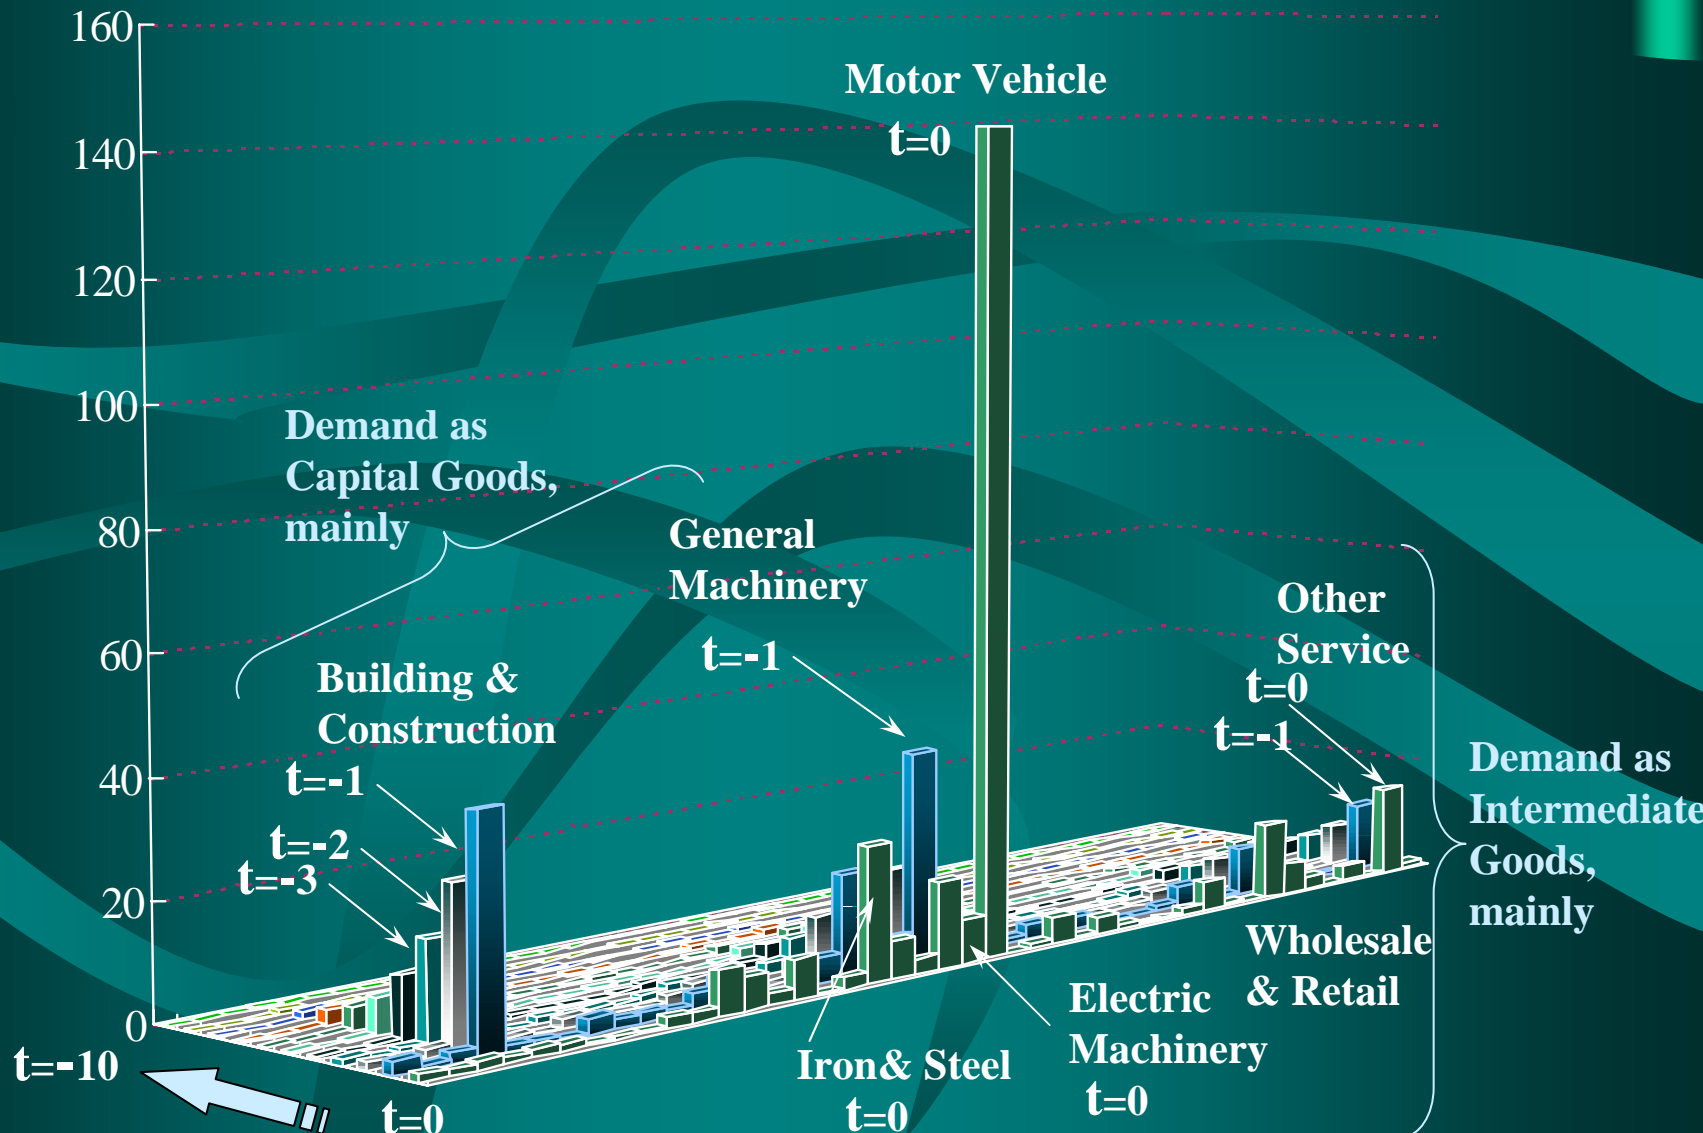 160
140
120
100
80
60
40
20
0
Motor Vehicle
t=0
Demand as
Capital Goods,
mainly
General
Machinery
t=-1
Building &
Construction
t=-1
t=-2
t=-3
Other
Service
t=0
t=-1
Demand as
Intermediate
Goods,
mainly
Wholesale
& Retail
Electric
Machinery
t=0
Iron& Steel
t=0
t=-10
t=0